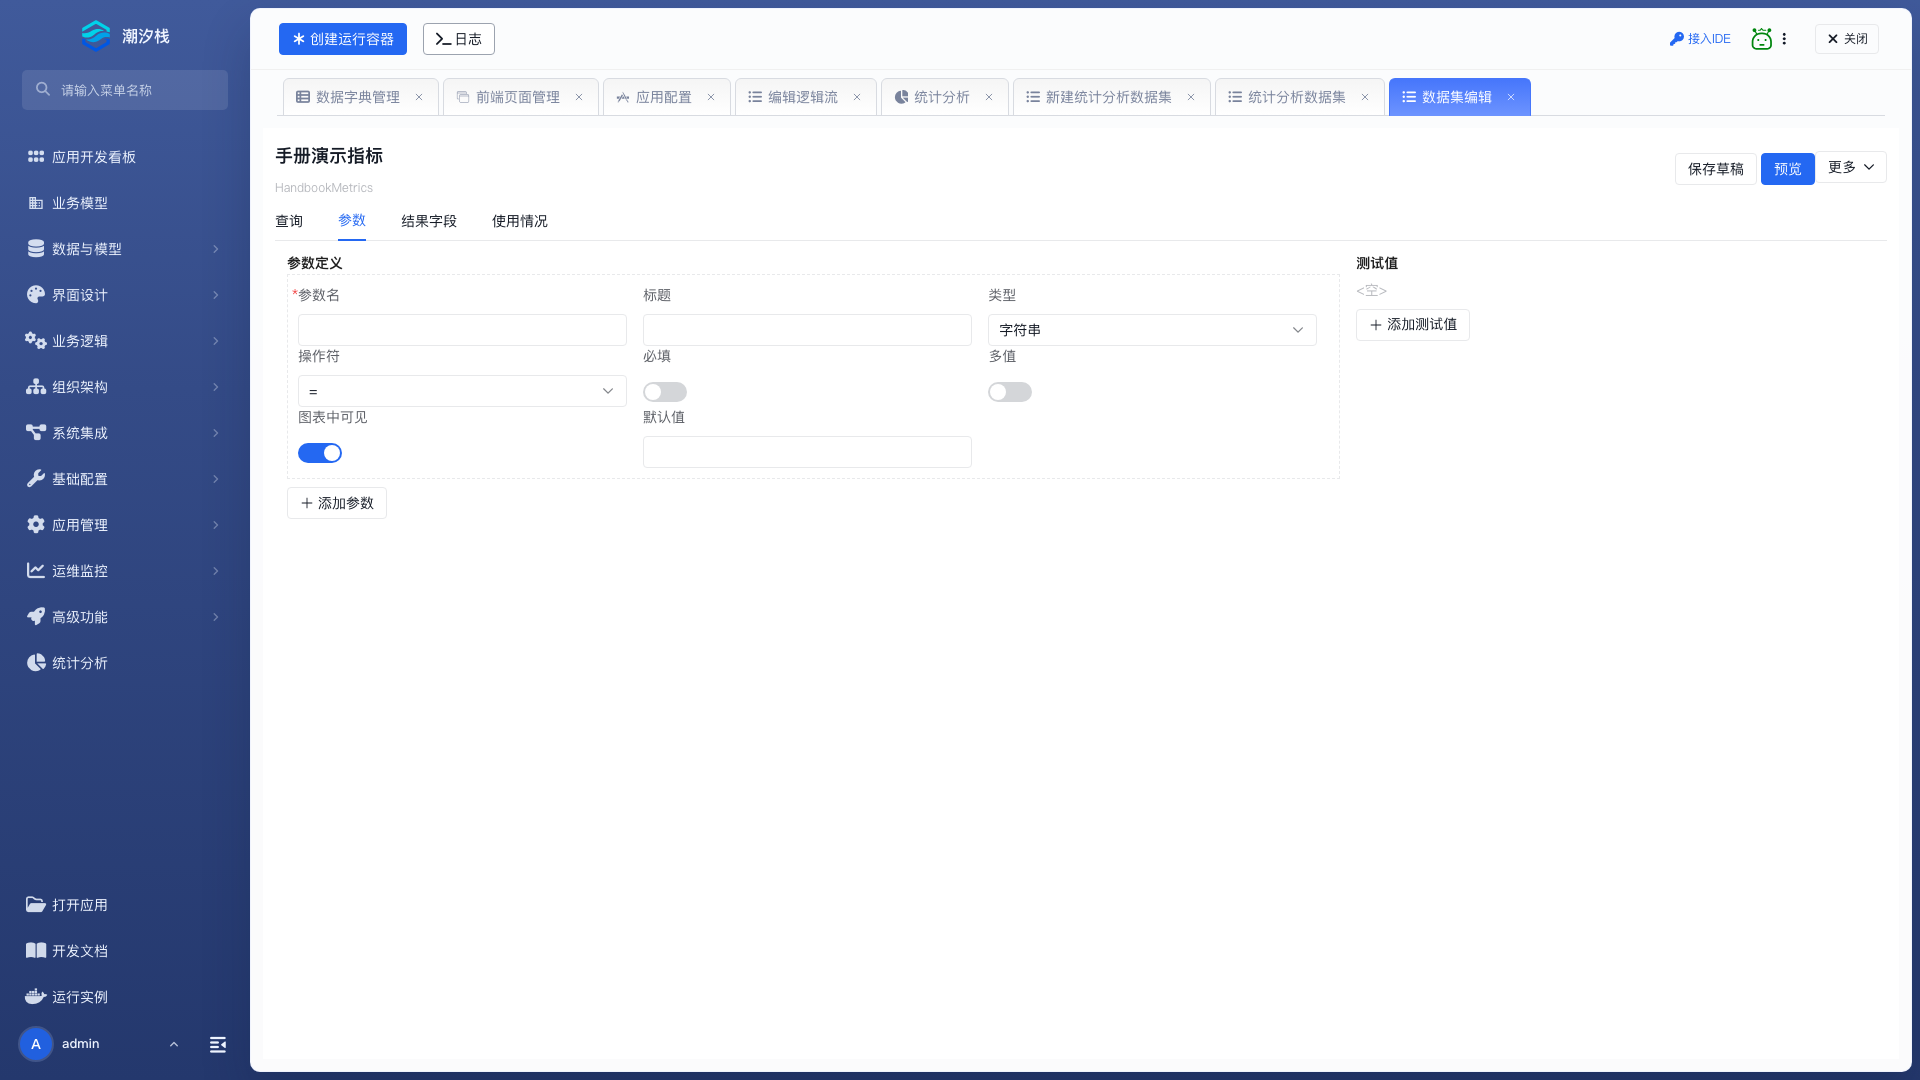 潮汐栈
请输入菜单名称
应用开发看板
业务模型
数据与模型
界面设计
业务逻辑
组织架构
系统集成
基础配置
应用管理
运维监控
高级功能
统计分析
打开应用
开发文档
运行实例
A admin
创建运行容器 日志 接入IDE 关闭
数据字典管理 前端页面管理 应用配置 编辑逻辑流 统计分析 新建统计分析数据集 统计分析数据集 数据集编辑
手册演示指标
HandbookMetrics
保存草稿 预览 更多
查询 参数 结果字段 使用情况
参数定义
*参数名 标题 类型
字符串
操作符 必填 多值
=
图表中可见 默认值
添加参数
测试值
<空>
添加测试值